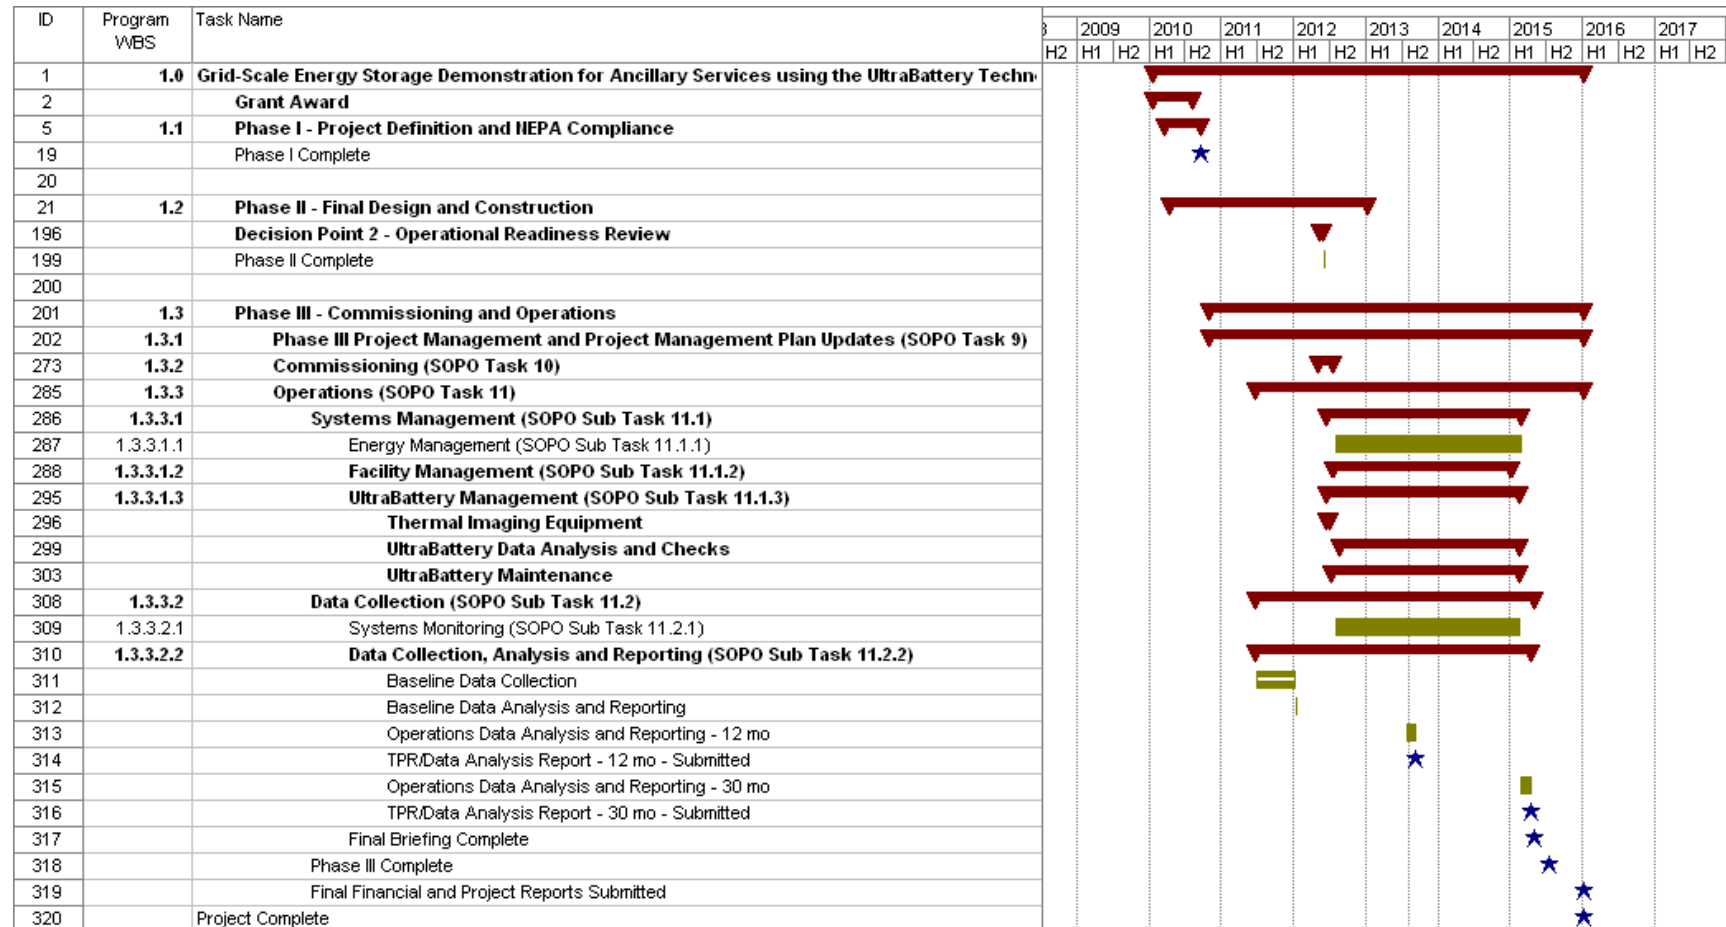 ID Program Task Name
WBS
3 2009 2010 2011 2012 2013 2014 2015 2016 2017
H2 H1 H2 H1 H2 H1 H2 H1 H2 H1 H2 H1 H2 H1 H2 H1 H2 H1 H2
1 1.0 Grid-Scale Energy Storage Demonstration for Ancillary Services using the UltraBattery Techn
2 Grant Award
5 1.1 Phase I - Project Definition and NEPA Compliance
19 Phase I Complete
20
21 1.2 Phase II - Final Design and Construction
196 Decision Point 2 - Operational Readiness Review
199 Phase II Complete
200
201 1.3 Phase III - Commissioning and Operations
202 1.3.1 Phase III Project Management and Project Management Plan Updates (SOPO Task 9)
273 1.3.2 Commissioning (SOPO Task 10)
285 1.3.3 Operations (SOPO Task 11)
286 1.3.3.1 Systems Management (SOPO Sub Task 11.1)
287 1.3.3.1.1 Energy Management (SOPO Sub Task 11.1.1)
288 1.3.3.1.2 Facility Management (SOPO Sub Task 11.1.2)
295 1.3.3.1.3 UltraBattery Management (SOPO Sub Task 11.1.3)
296 Thermal Imaging Equipment
299 UltraBattery Data Analysis and Checks
303 UltraBattery Maintenance
308 1.3.3.2 Data Collection (SOPO Sub Task 11.2)
309 1.3.3.2.1 Systems Monitoring (SOPO Sub Task 11.2.1)
310 1.3.3.2.2 Data Collection, Analysis and Reporting (SOPO Sub Task 11.2.2)
311 Baseline Data Collection
312 Baseline Data Analysis and Reporting
313 Operations Data Analysis and Reporting - 12 mo
314 TPR/Data Analysis Report - 12 mo - Submitted
315 Operations Data Analysis and Reporting - 30 mo
316 TPR/Data Analysis Report - 30 mo - Submitted
317 Final Briefing Complete
318 Phase III Complete
319 Final Financial and Project Reports Submitted
320 Project Complete